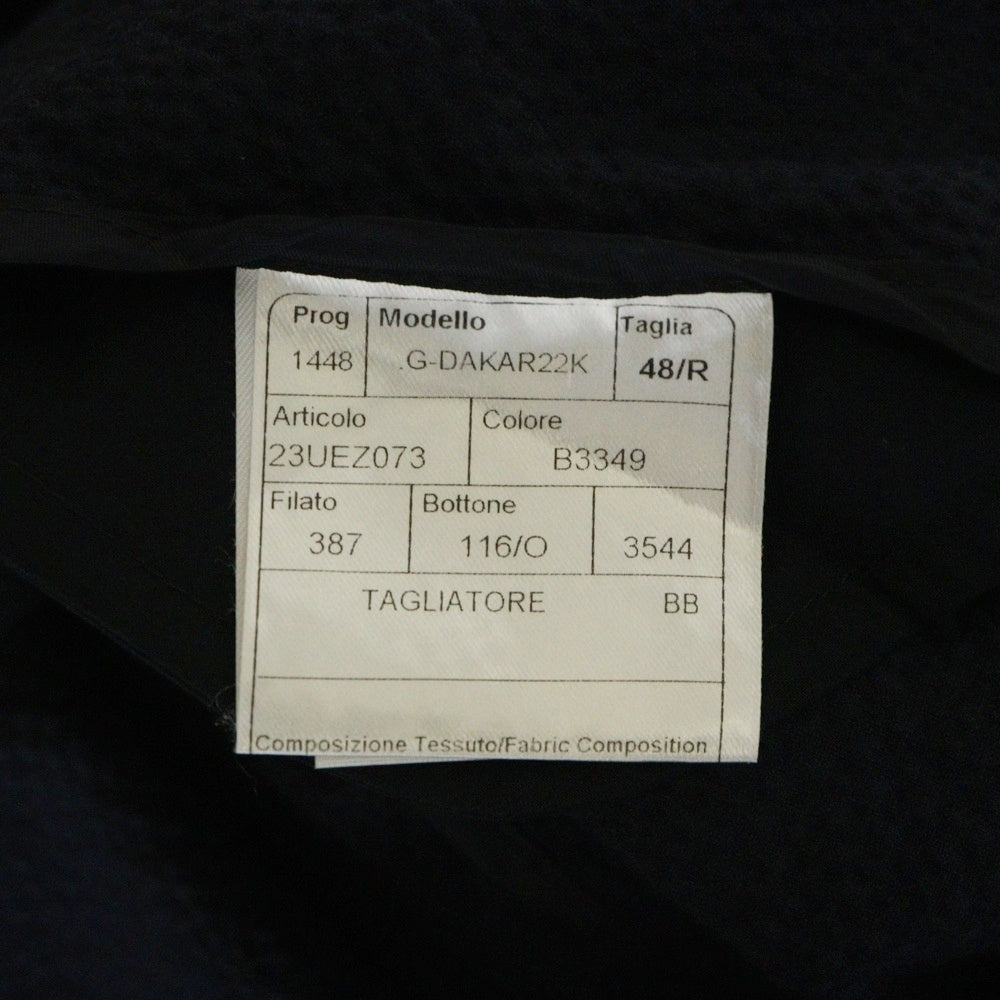 Prog Modello Taglia
1448 .G-DAKAR22K 48/R
Articolo Colore
23UEZ073 B3349
Filato Bottone
387 116/O 3544
TAGLIATORE BB
Composizione Tessuto/Fabric Composition